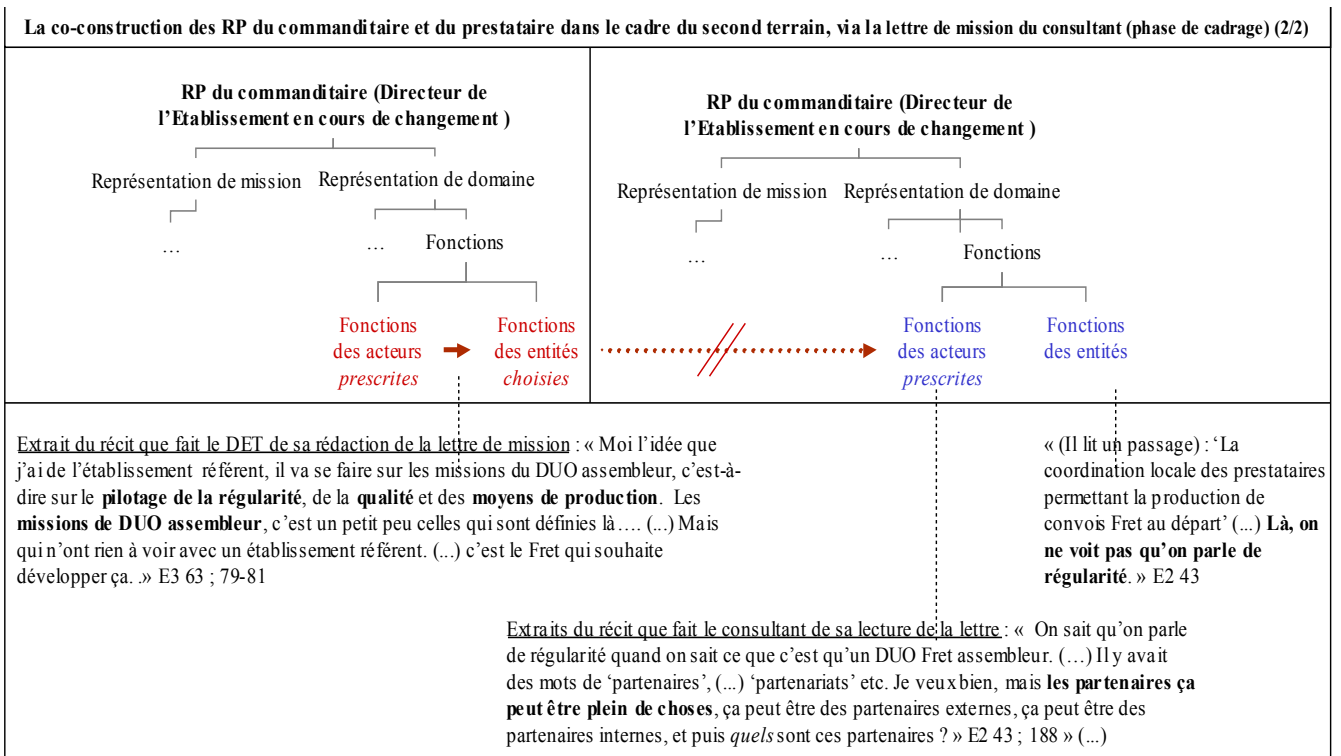 La co-construction des RP du commanditaire et du prestataire dans le cadre du second terrain, via la lettre de mission du consultant (phase de cadrage) (2/2)
RP du commanditaire (Directeur de
l’Etablissement en cours de changement )
Représentation de mission
Représentation de domaine
…
…
Fonctions
Fonctions
des acteurs
prescrites
Fonctions
des entités
choisies
RP du commanditaire (Directeur de
l’Etablissement en cours de changement )
Représentation de mission
Représentation de domaine
…
…
Fonctions
Fonctions
des acteurs
prescrites
Fonctions
des entités
Extrait du récit que fait le DET de sa rédaction de la lettre de mission : « Moi l’idée que
j’ai de l’établissement référent, il va se faire sur les missions du DUO assembleur, c’est-à-
dire sur le pilotage de la régularité, de la qualité et des moyens de production. Les
missions de DUO assembleur, c’est un petit peu celles qui sont définies là…. (...) Mais
qui n’ont rien à voir avec un établissement référent. (...) c’est le Fret qui souhaite
développer ça. .» E3 63 ; 79-81
« (Il lit un passage) : ‘La
coordination locale des prestataires
permettant la production de
convois Fret au départ’ (...) Là, on
ne voit pas qu’on parle de
régularité. » E2 43
Extraits du récit que fait le consultant de sa lecture de la lettre : « On sait qu’on parle
de régularité quand on sait ce que c’est qu’un DUO Fret assembleur. (…) Il y avait
des mots de ‘partenaires’, (...) ‘partenariats’ etc. Je veux bien, mais les partenaires ça
peut être plein de choses, ça peut être des partenaires externes, ça peut être des
partenaires internes, et puis quels sont ces partenaires ? » E2 43 ; 188 » (...)